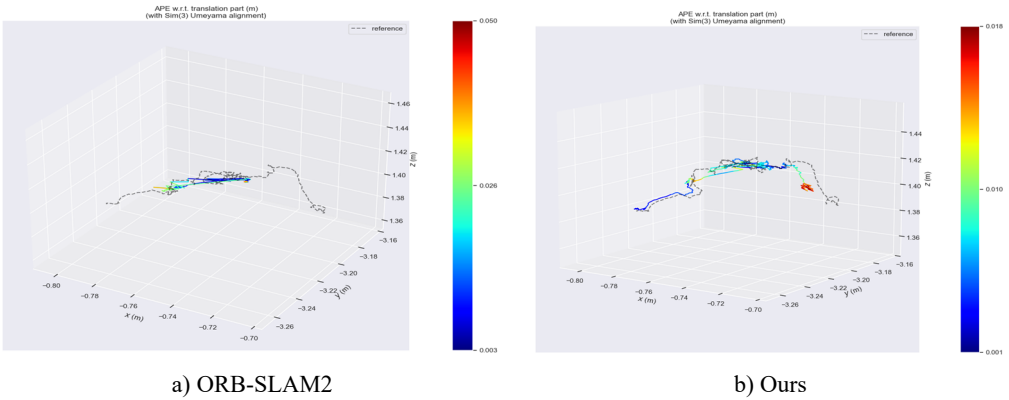 APE w.r.t. translation part (m)
(with Sim(3) Umeyama alignment)
reference
0.050
0.026
0.003
1.46
1.44
1.42
1.40
1.38
1.36
z (m)
−3.16
−3.18
−3.20
−3.22
−3.24
−3.26
y (m)
−0.80
−0.78
−0.76
−0.74
−0.72
−0.70
x (m)
a) ORB-SLAM2
APE w.r.t. translation part (m)
(with Sim(3) Umeyama alignment)
reference
0.018
0.010
0.001
1.44
1.42
1.40
1.38
1.36
z (m)
−3.16
−3.18
−3.20
−3.22
−3.24
−3.26
y (m)
−0.80
−0.78
−0.76
−0.74
−0.72
−0.70
x (m)
b) Ours